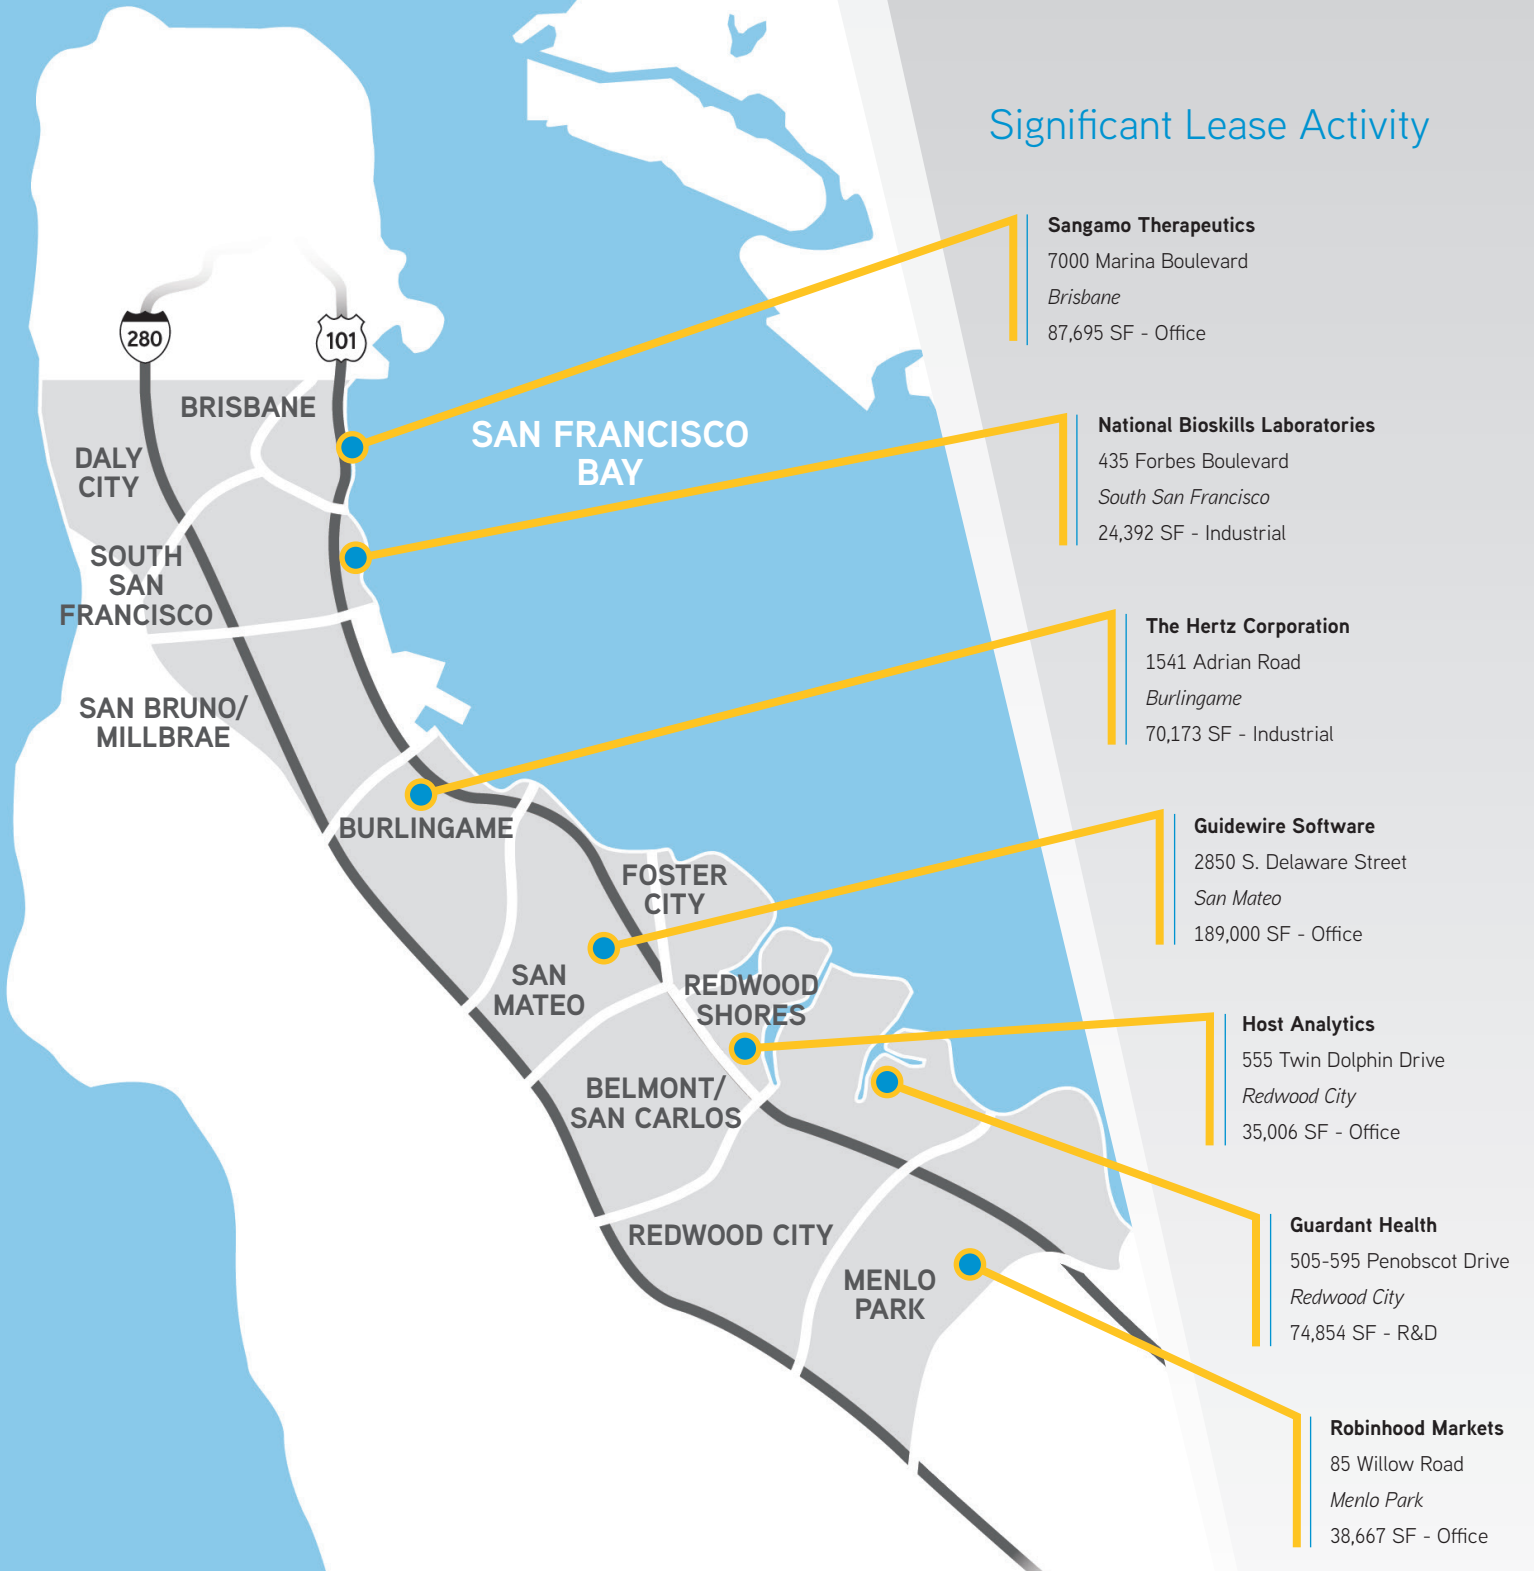 Significant Lease Activity
Sangamo Therapeutics
7000 Marina Boulevard
Brisbane
87,695 SF - Office
National Bioskills Laboratories
435 Forbes Boulevard
South San Francisco
24,392 SF - Industrial
The Hertz Corporation
1541 Adrian Road
Burlingame
70,173 SF - Industrial
Guidewire Software
2850 S. Delaware Street
San Mateo
189,000 SF - Office
Host Analytics
555 Twin Dolphin Drive
Redwood City
35,006 SF - Office
Guardant Health
505-595 Penobscot Drive
Redwood City
74,854 SF - R&D
Robinhood Markets
85 Willow Road
Menlo Park
38,667 SF - Office
280
101
BRISBANE
DALY
CITY
SAN FRANCISCO
BAY
SOUTH
SAN
FRANCISCO
SAN BRUNO/
MILLBRAE
BURLINGAME
FOSTER
CITY
SAN
MATEO
REDWOOD
SHORES
BELMONT/
SAN CARLOS
REDWOOD CITY
MENLO
PARK